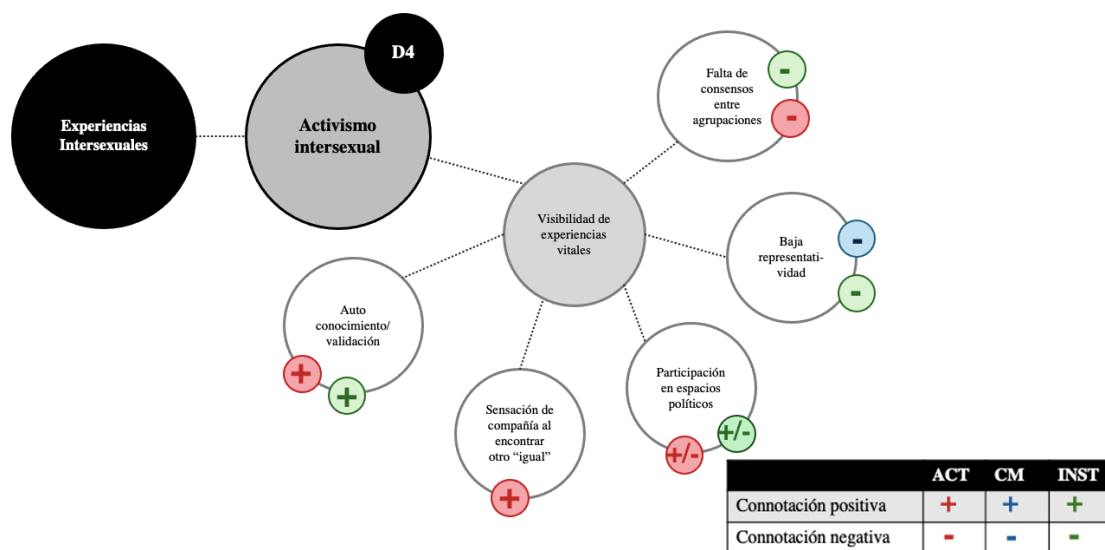 Experiencias
Intersexuales
Activismo
intersexual
D4
Visibilidad de
experiencias
vitales
Falta de
consensos
entre
agrupaciones
-
-
Baja
representati-
vidad
-
-
Participación
en espacios
políticos
+/-
+/-
Sensación de
compañía al
encontrar
otro “igual”
+
Auto
conocimiento/
validación
+
+
ACT CM INST
Connotación positiva + + +
Connotación negativa - - -